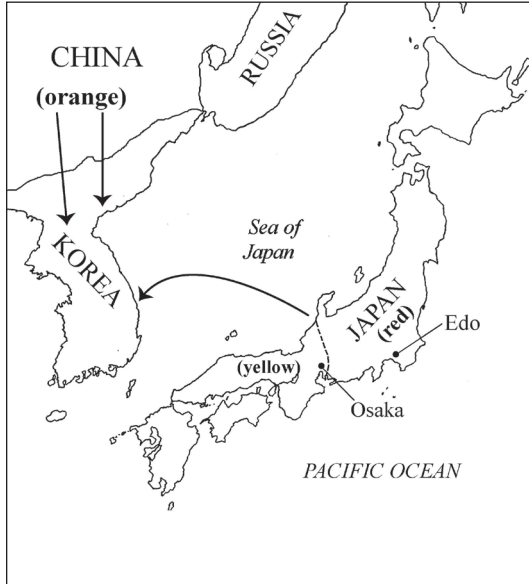 CHINA
(orange)
RUSSIA
KOREA
Sea of
Japan
JAPAN
(red)
Edo
(yellow)
Osaka
PACIFIC OCEAN